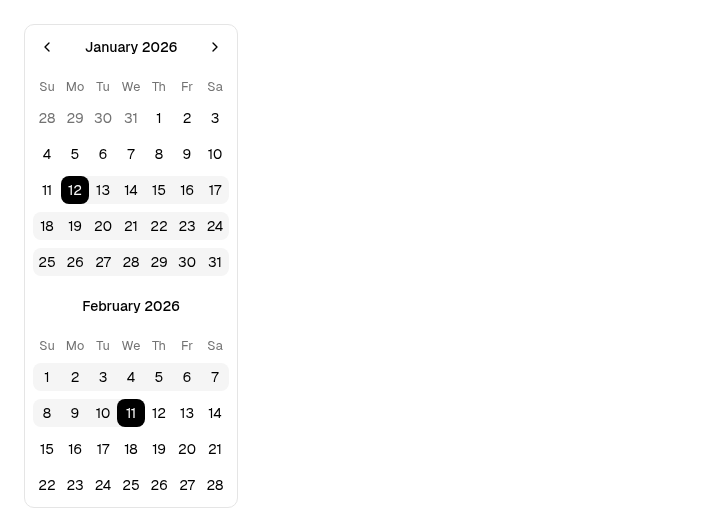 January 2026
Su Mo Tu We Th Fr Sa
28 29 30 31 1 2 3
4 5 6 7 8 9 10
11 12 13 14 15 16 17
18 19 20 21 22 23 24
25 26 27 28 29 30 31
February 2026
Su Mo Tu We Th Fr Sa
1 2 3 4 5 6 7
8 9 10 11 12 13 14
15 16 17 18 19 20 21
22 23 24 25 26 27 28